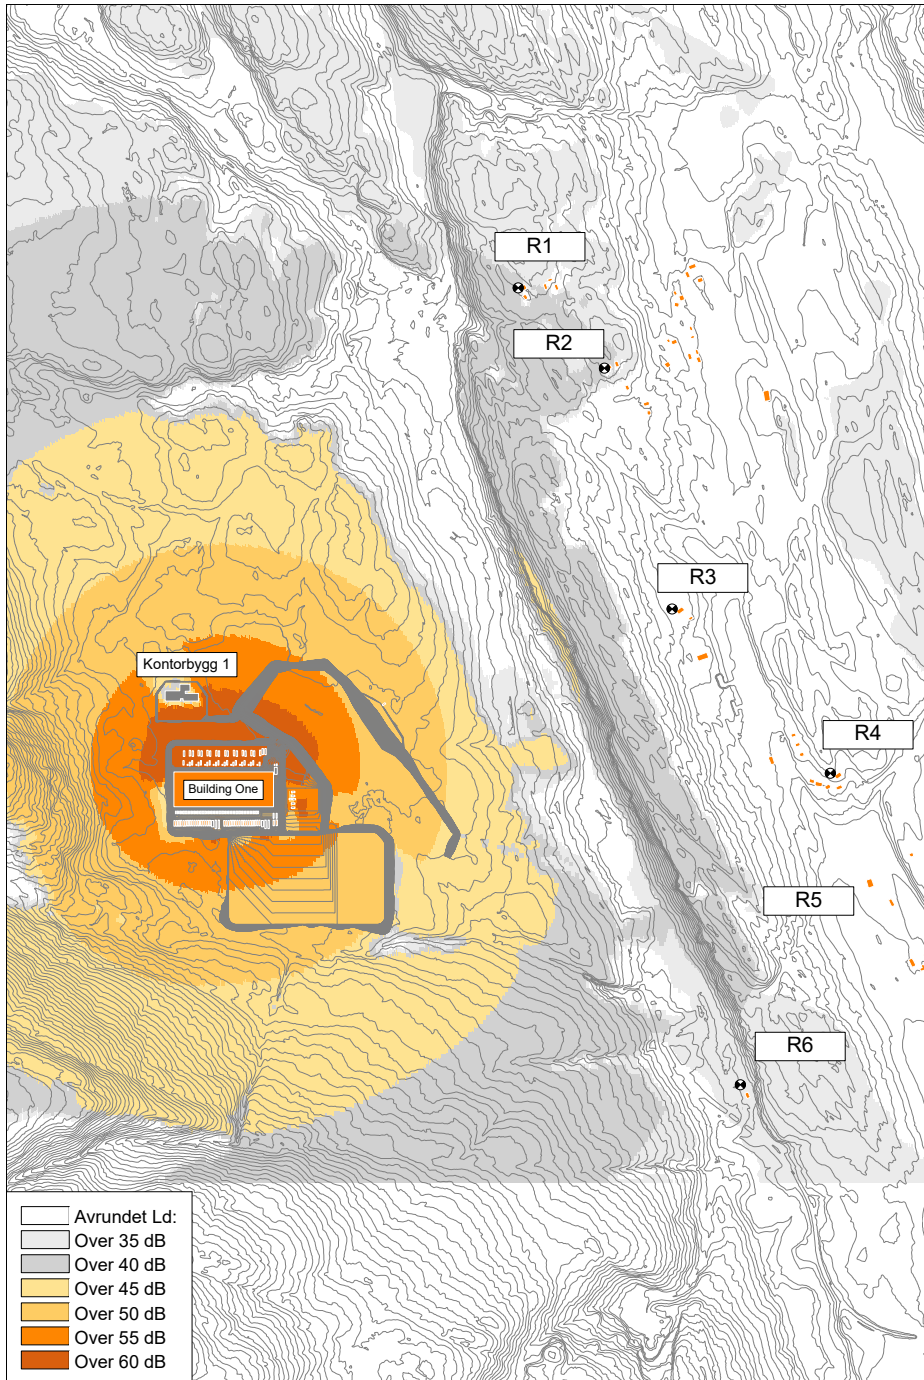 R1
R2
R3
Kontorbygg 1
R4
Building One
R5
R6
Avrundet Ld:
Over 35 dB
Over 40 dB
Over 45 dB
Over 50 dB
Over 55 dB
Over 60 dB